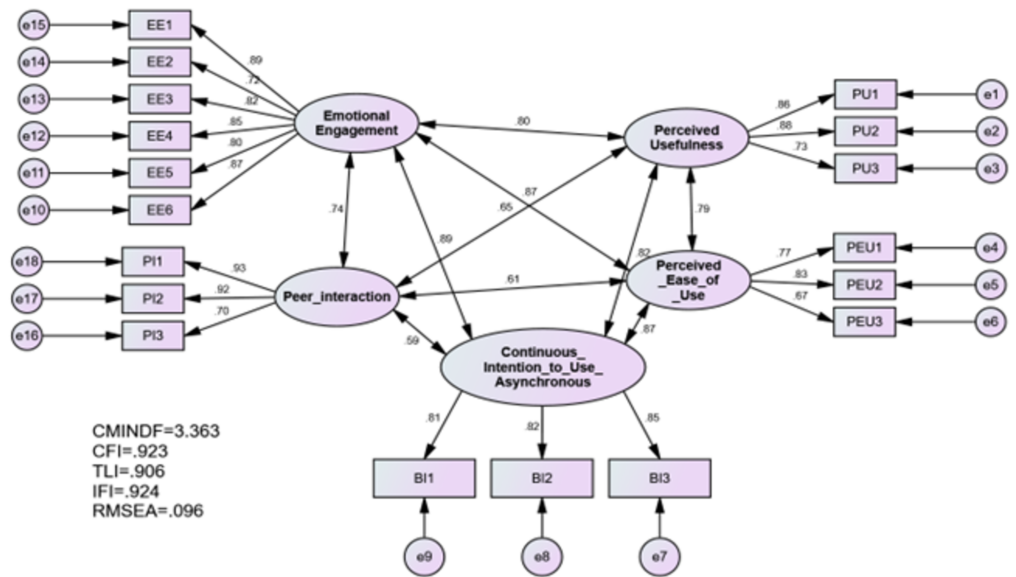 e15
EE1
e14
EE2
e13
EE3
e12
EE4
e11
EE5
e10
EE6
.89
.72
.82
.85
.80
.87
Emotional
Engagement
.80
Perceived
Usefulness
.86
.88
.73
PU1
e1
PU2
e2
PU3
e3
.74
.87
.65
.79
.89
.82
e18
PI1
e17
PI2
e16
PI3
.93
.92
.70
Peer_interaction
.61
Perceived
_Ease_of
_Use
.77
.83
.67
PEU1
e4
PEU2
e5
PEU3
e6
.59
.87
Continuous_
Intention_to_Use_
Asynchronous
.81
.82
.85
BI1
BI2
BI3
e9
e8
e7
CMINDF=3.363
CFI=.923
TLI=.906
IFI=.924
RMSEA=.096